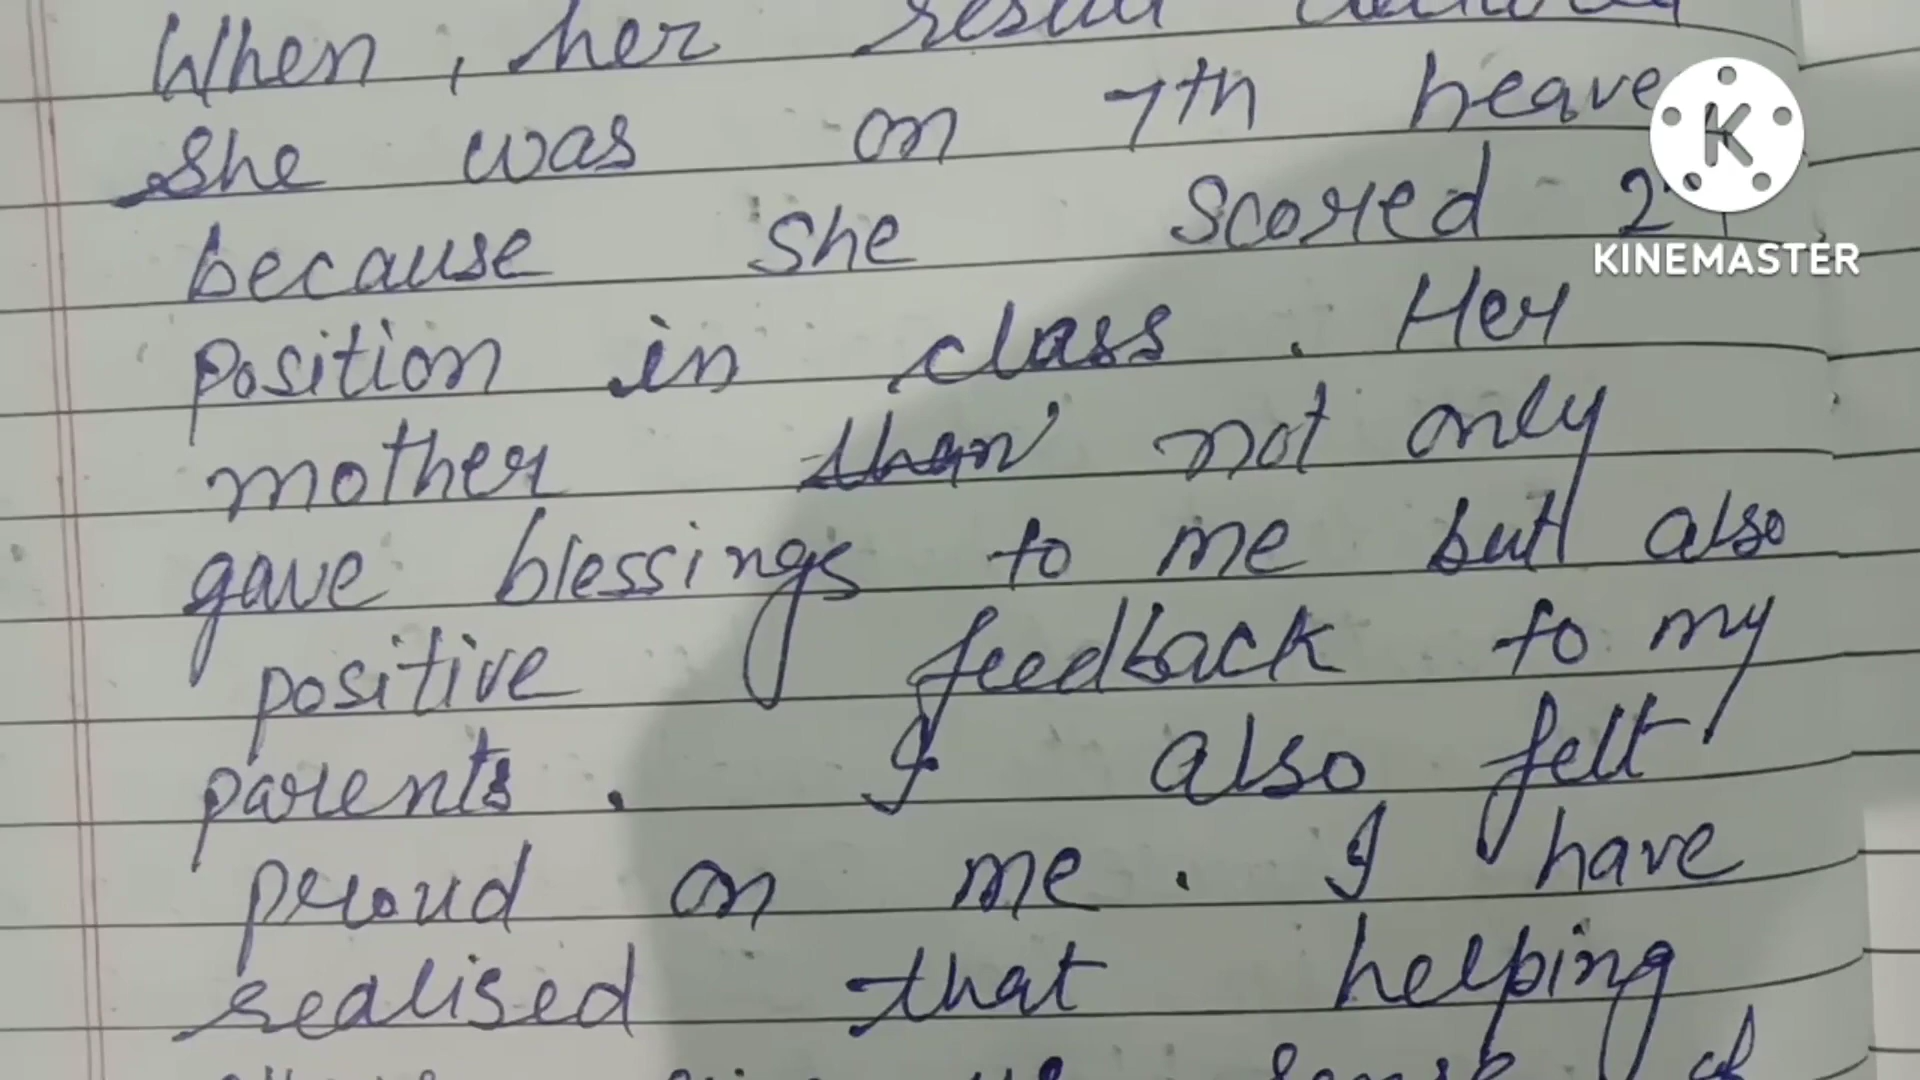 When, her result
she was on 7th heave
because she scored 2
position in class. Her
mother than not only
gave blessings to me but also
positive feedback to my
parents. I also felt
proud on me. I have
realised that helping
KINEMASTER